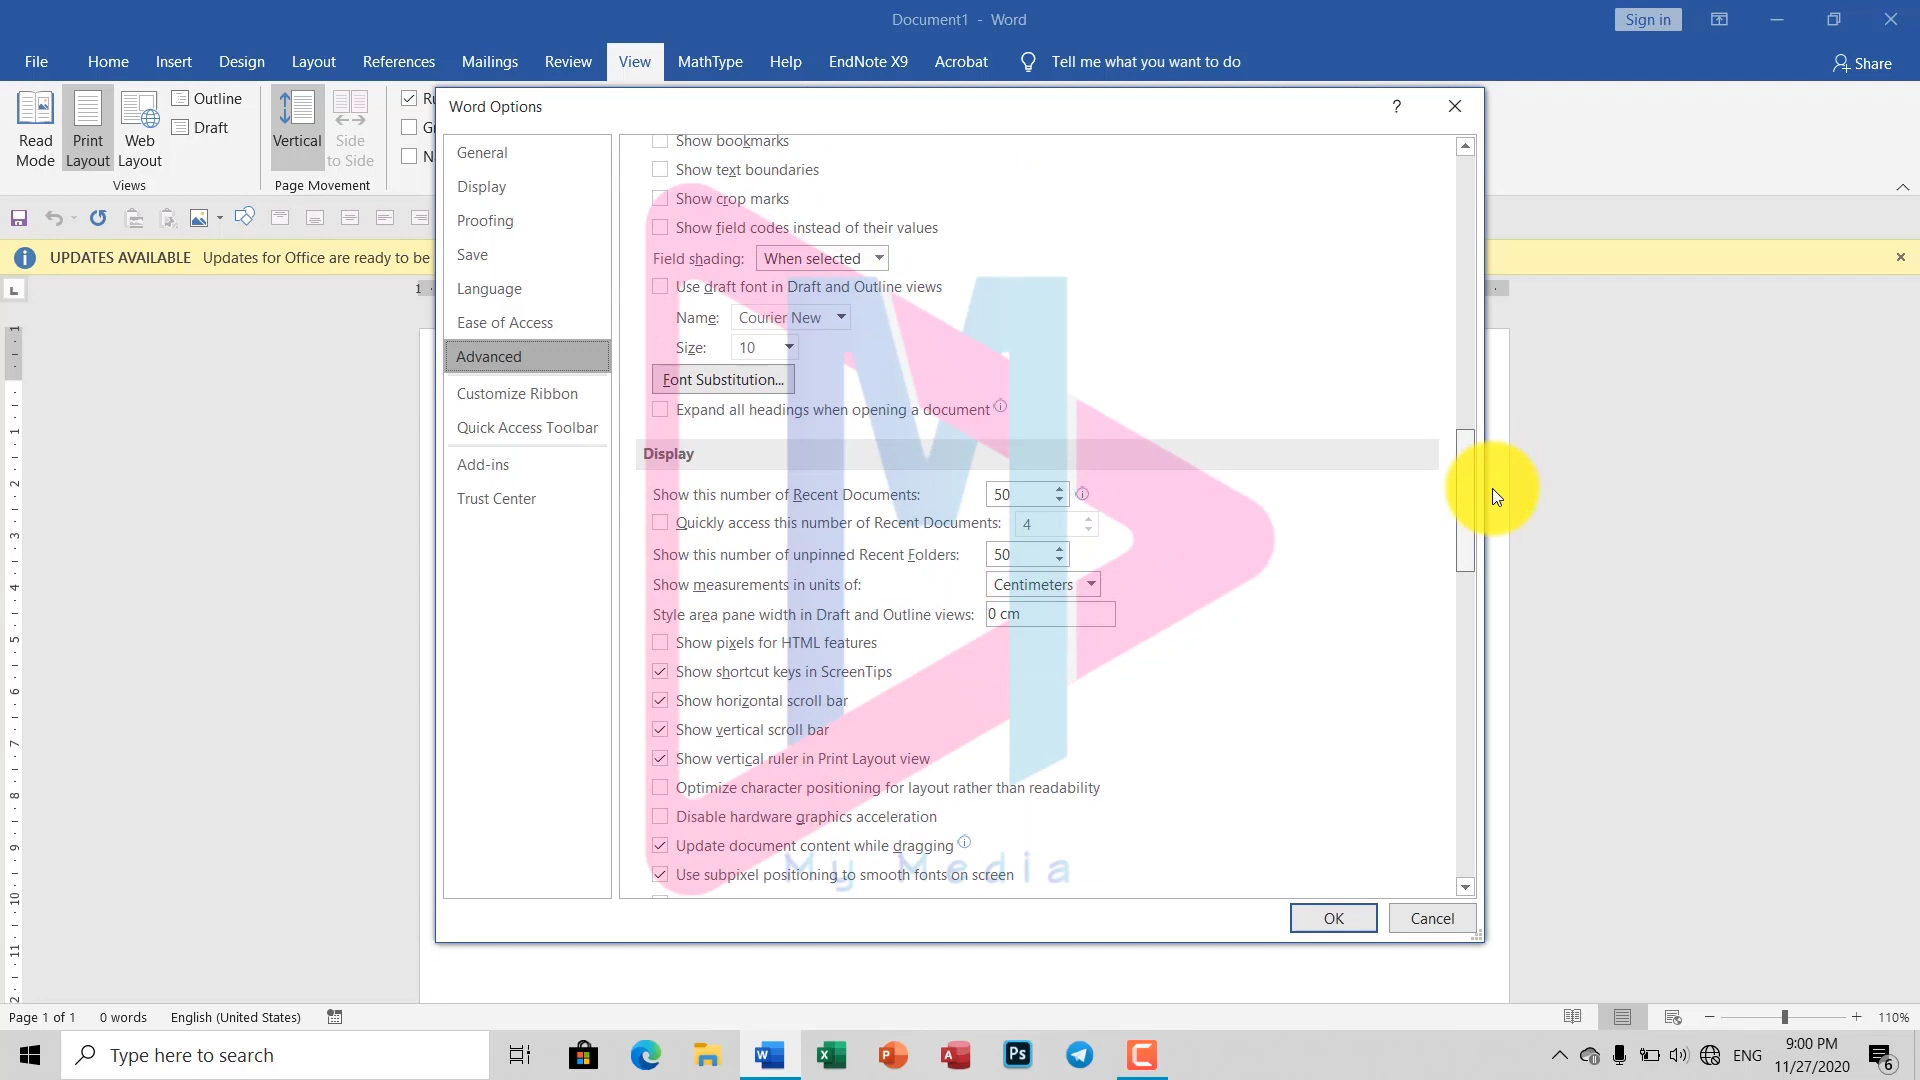 Document1 - Word
Sign in
File Home Insert Design Layout References Mailings Review View MathType Help EndNote X9 Acrobat Tell me what you want to do Share
Read Mode
Print Layout
Web Layout
Outline
Draft
Views
Vertical
Side to Side
Page Movement
UPDATES AVAILABLE Updates for Office are ready to be
Word Options
?
General
Display
Proofing
Save
Language
Ease of Access
Advanced
Customize Ribbon
Quick Access Toolbar
Add-ins
Trust Center
Show bookmarks
Show text boundaries
Show crop marks
Show field codes instead of their values
Field shading: When selected
Use draft font in Draft and Outline views
Name: Courier New
Size: 10
Font Substitution...
Expand all headings when opening a document
Display
Show this number of Recent Documents: 50
Quickly access this number of Recent Documents: 4
Show this number of unpinned Recent Folders: 50
Show measurements in units of: Centimeters
Style area pane width in Draft and Outline views: 0 cm
Show pixels for HTML features
Show shortcut keys in ScreenTips
Show horizontal scroll bar
Show vertical scroll bar
Show vertical ruler in Print Layout view
Optimize character positioning for layout rather than readability
Disable hardware graphics acceleration
Update document content while dragging
Use subpixel positioning to smooth fonts on screen
My Media
OK Cancel
Page 1 of 1 0 words English (United States) 110%
Type here to search
ENG
9:00 PM
11/27/2020
6